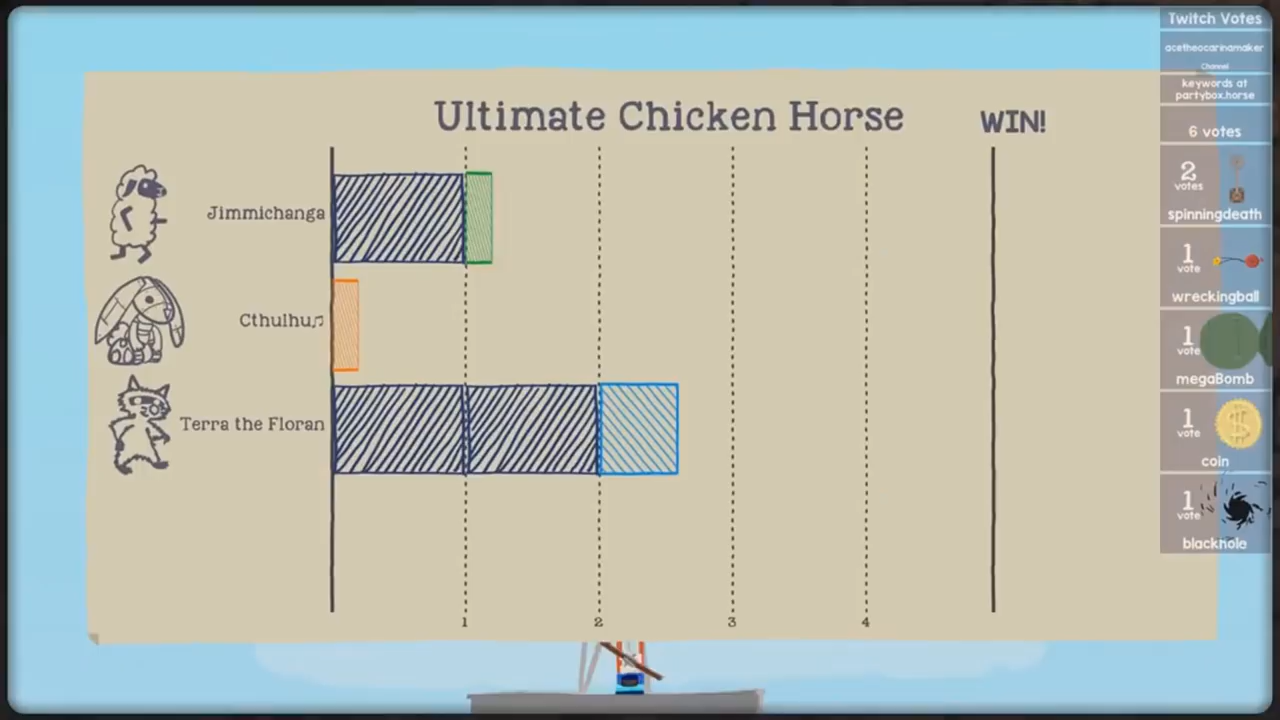 Ultimate Chicken Horse
WIN!
Jimmichanga
Cthulhu♫
Terra the Floran
1
2
3
4
Twitch Votes
acetheocarinamaker
Channel
keywords at
partybox.horse
6 votes
2
votes
spinningdeath
1
vote
wreckingball
1
vote
megaBomb
1
vote
coin
1
vote
blackhole